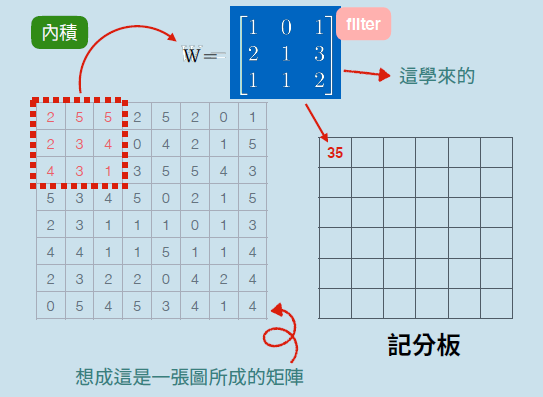 內積
W=
1 0 1
2 1 3
1 1 2
filter
這學來的
2 5 5 2 5 2 0 1
2 3 4 0 4 2 1 5
4 3 1 3 5 5 4 3
5 3 4 5 0 2 1 5
2 3 1 1 1 0 1 3
4 4 1 1 5 1 1 4
2 3 2 2 0 4 2 4
0 5 4 5 3 4 1 4
35
記分板
想成這是一張圖所成的矩陣